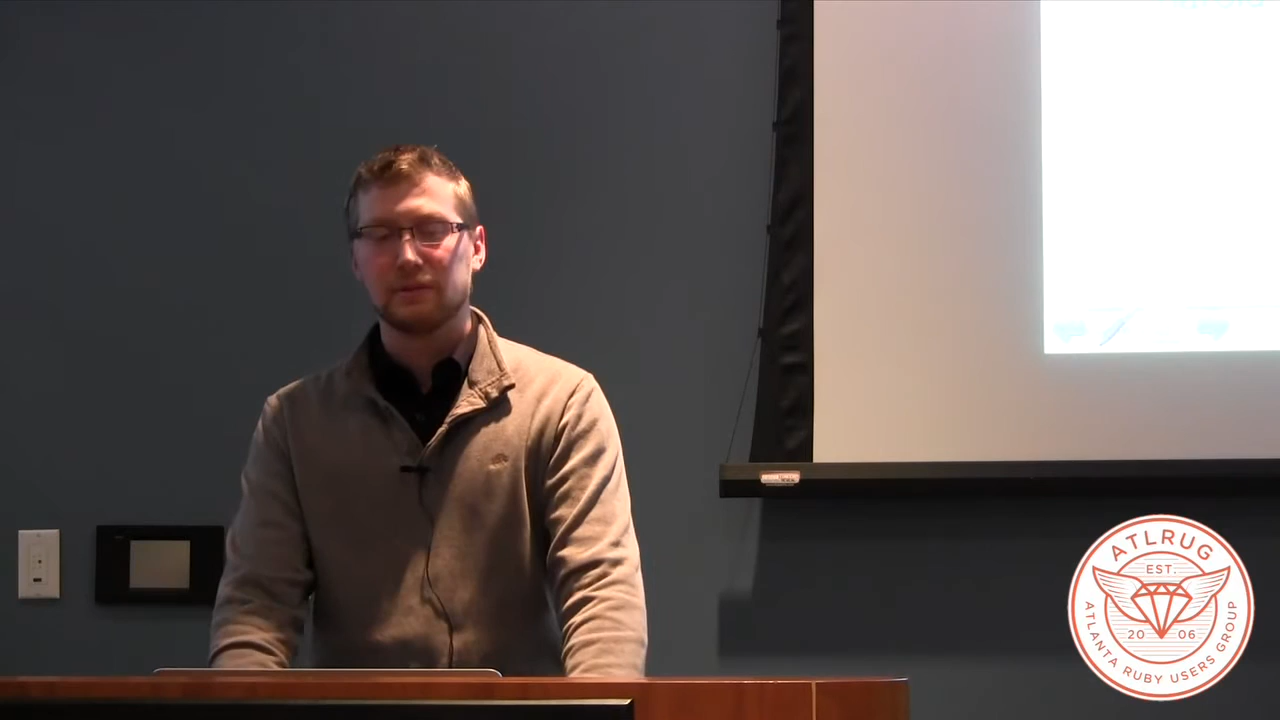 ATLRUG
EST.
20 06
ATLANTA RUBY USERS GROUP